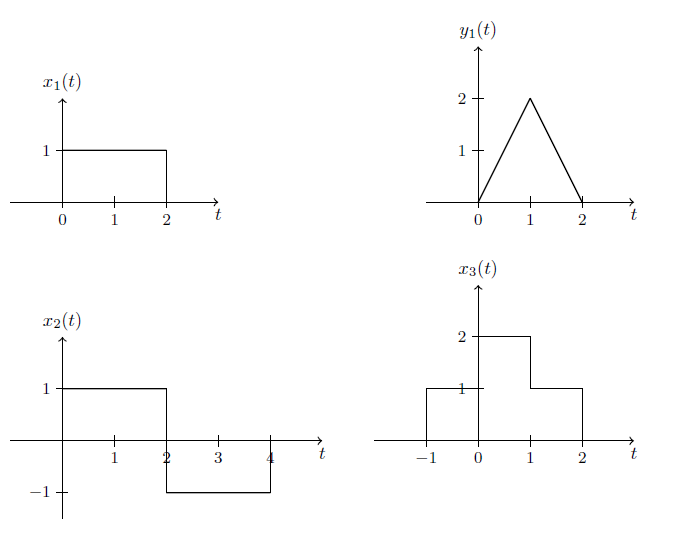 x₁(t)
1
0 1 2 t
y₁(t)
2
1
0 1 2 t
x₂(t)
1
1 2 3 4 t
−1
x₃(t)
2
1
−1 0 1 2 t